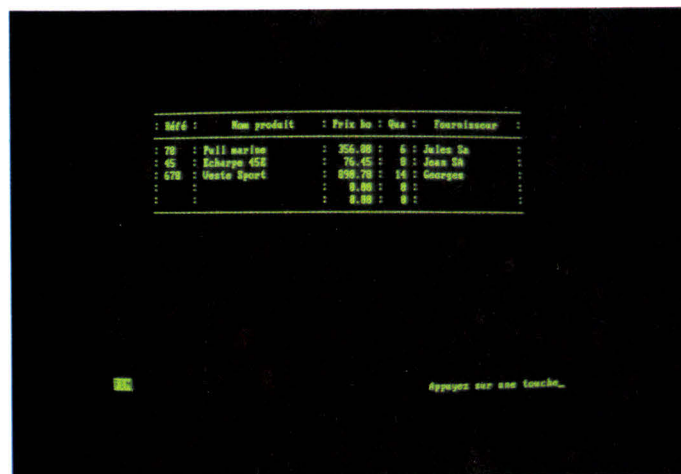 : Réfé : Nom produit : Prix ho : Qua : Fournisseur :
: 78 : Pull marine : 356.00 : 6 : Jules Sa :
: 45 : Echarpe 45E : 76.45 : 8 : Jean SA :
: 678 : Veste Sport : 890.78 : 14 : Georges :
: : : 0.00 : 0 : :
: : : 0.00 : 0 : :
Appuyez sur une touche_